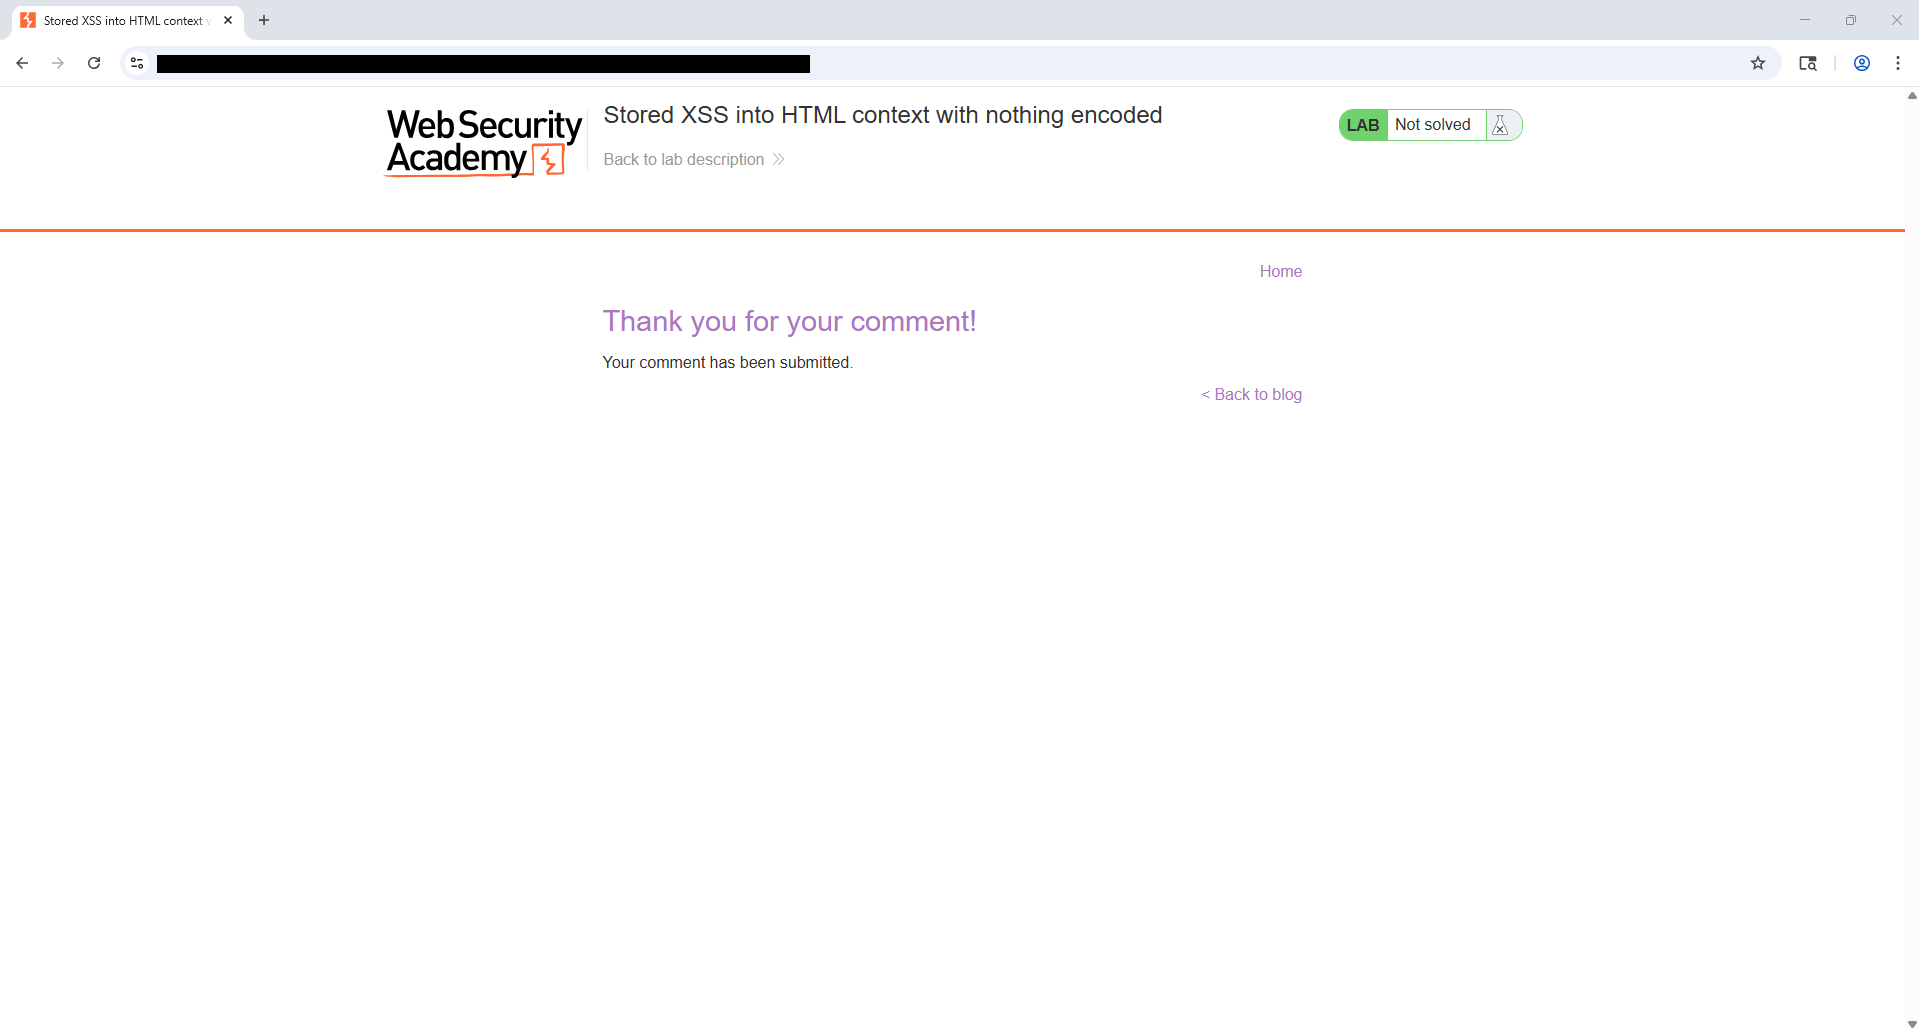 Stored XSS into HTML context
Web Security
Academy
Stored XSS into HTML context with nothing encoded
Back to lab description
LAB Not solved
Home
Thank you for your comment!
Your comment has been submitted.
< Back to blog